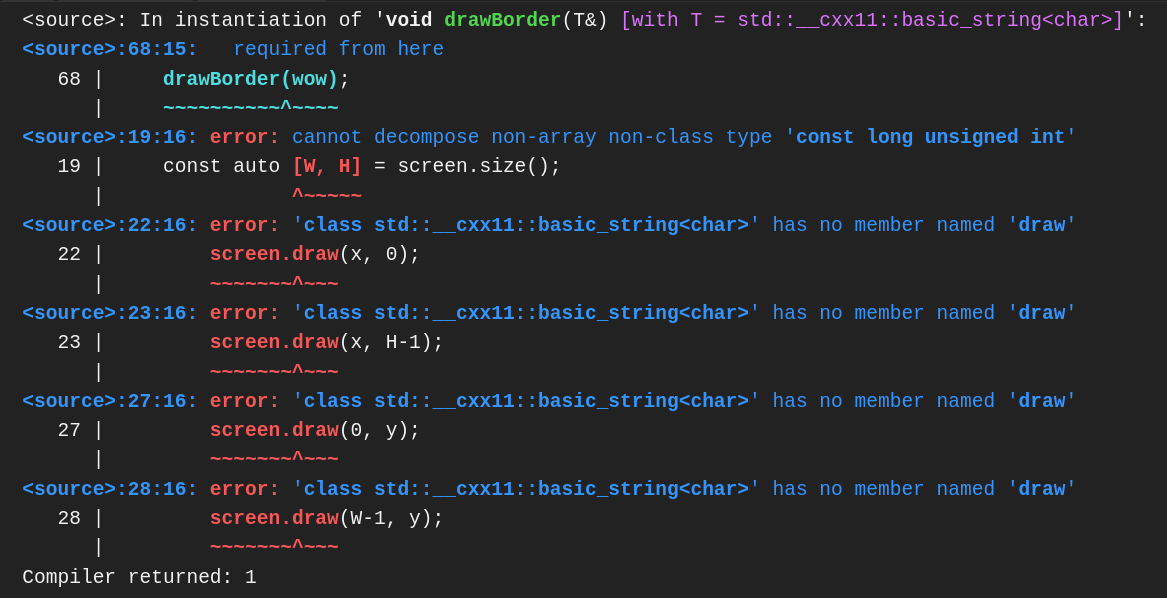 <source>: In instantiation of 'void drawBorder(T&) [with T = std::__cxx11::basic_string<char>]':
<source>:68:15:   required from here
   68 |     drawBorder(wow);
      |     ~~~~~~~~~~^~~~~
<source>:19:16: error: cannot decompose non-array non-class type 'const long unsigned int'
   19 |     const auto [W, H] = screen.size();
      |                ^~~~~~
<source>:22:16: error: 'class std::__cxx11::basic_string<char>' has no member named 'draw'
   22 |         screen.draw(x, 0);
      |         ~~~~~~~^~~~
<source>:23:16: error: 'class std::__cxx11::basic_string<char>' has no member named 'draw'
   23 |         screen.draw(x, H-1);
      |         ~~~~~~~^~~~
<source>:27:16: error: 'class std::__cxx11::basic_string<char>' has no member named 'draw'
   27 |         screen.draw(0, y);
      |         ~~~~~~~^~~~
<source>:28:16: error: 'class std::__cxx11::basic_string<char>' has no member named 'draw'
   28 |         screen.draw(W-1, y);
      |         ~~~~~~~^~~~
Compiler returned: 1